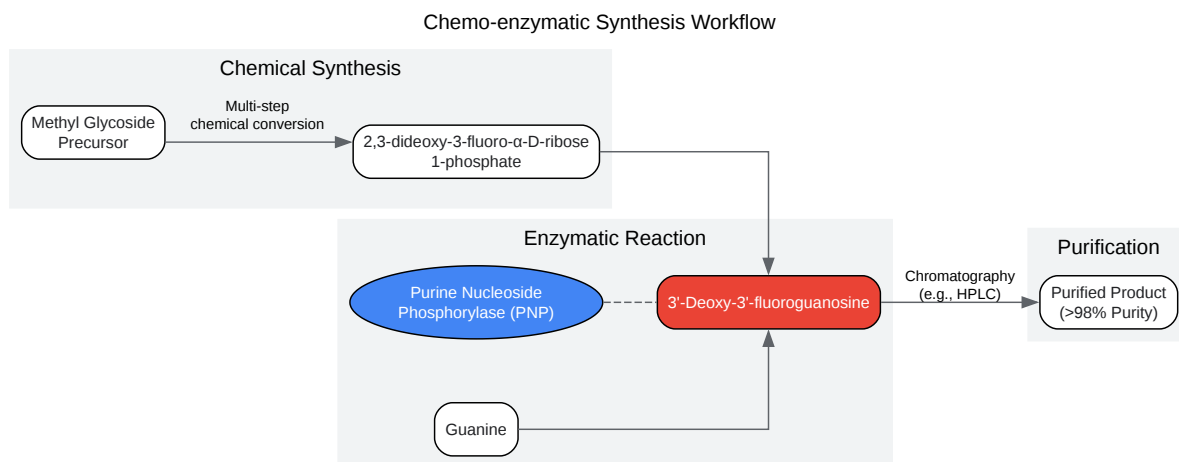 Chemo-enzymatic Synthesis Workflow
Chemical Synthesis
Methyl Glycoside
Precursor
Multi-step
chemical conversion
2,3-dideoxy-3-fluoro-α-D-ribose
1-phosphate
Enzymatic Reaction
Purine Nucleoside
Phosphorylase (PNP)
3'-Deoxy-3'-fluoroguanosine
Guanine
Chromatography
(e.g., HPLC)
Purification
Purified Product
(>98% Purity)